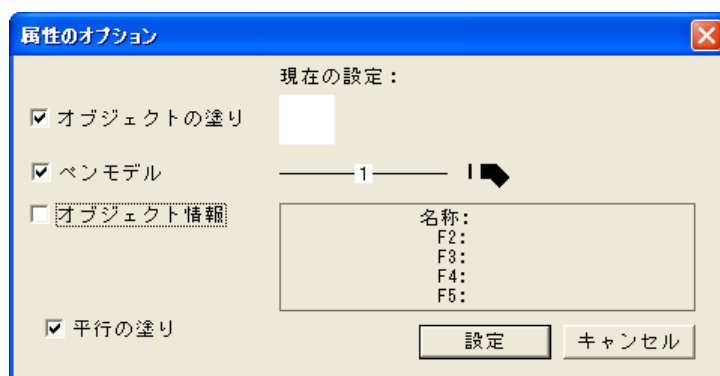 属性のオプション
現在の設定：
オブジェクトの塗り
ペンモデル
1
オブジェクト情報
名称:
F2:
F3:
F4:
F5:
平行の塗り
設定
キャンセル